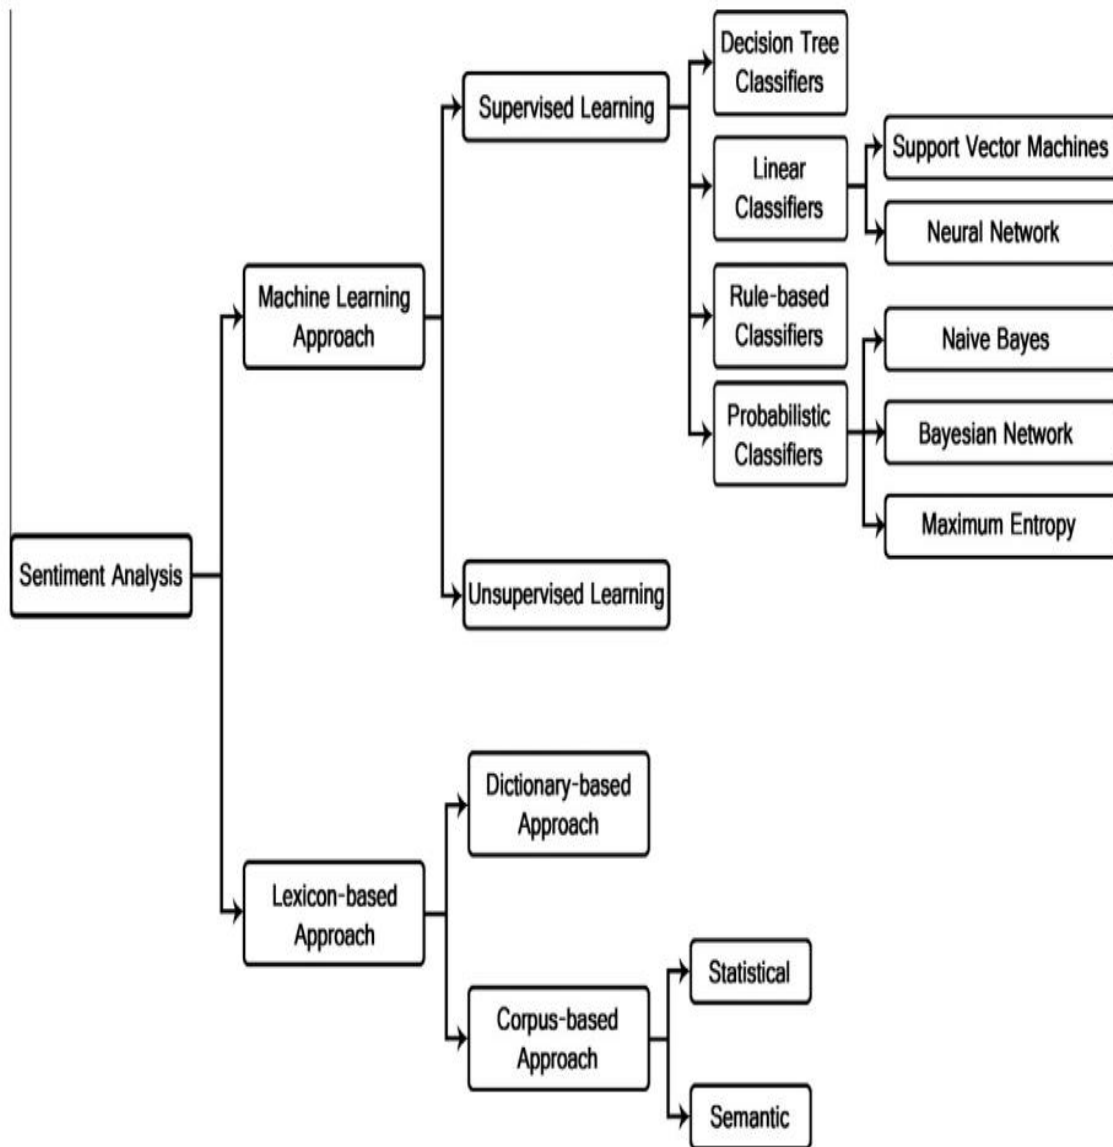 Decision Tree
Classifiers
Supervised Learning
Support Vector Machines
Linear
Classifiers
Neural Network
Machine Learning
Approach
Rule-based
Classifiers
Naive Bayes
Probabilistic
Classifiers
Bayesian Network
Maximum Entropy
Sentiment Analysis
Unsupervised Learning
Dictionary-based
Approach
Lexicon-based
Approach
Statistical
Corpus-based
Approach
Semantic